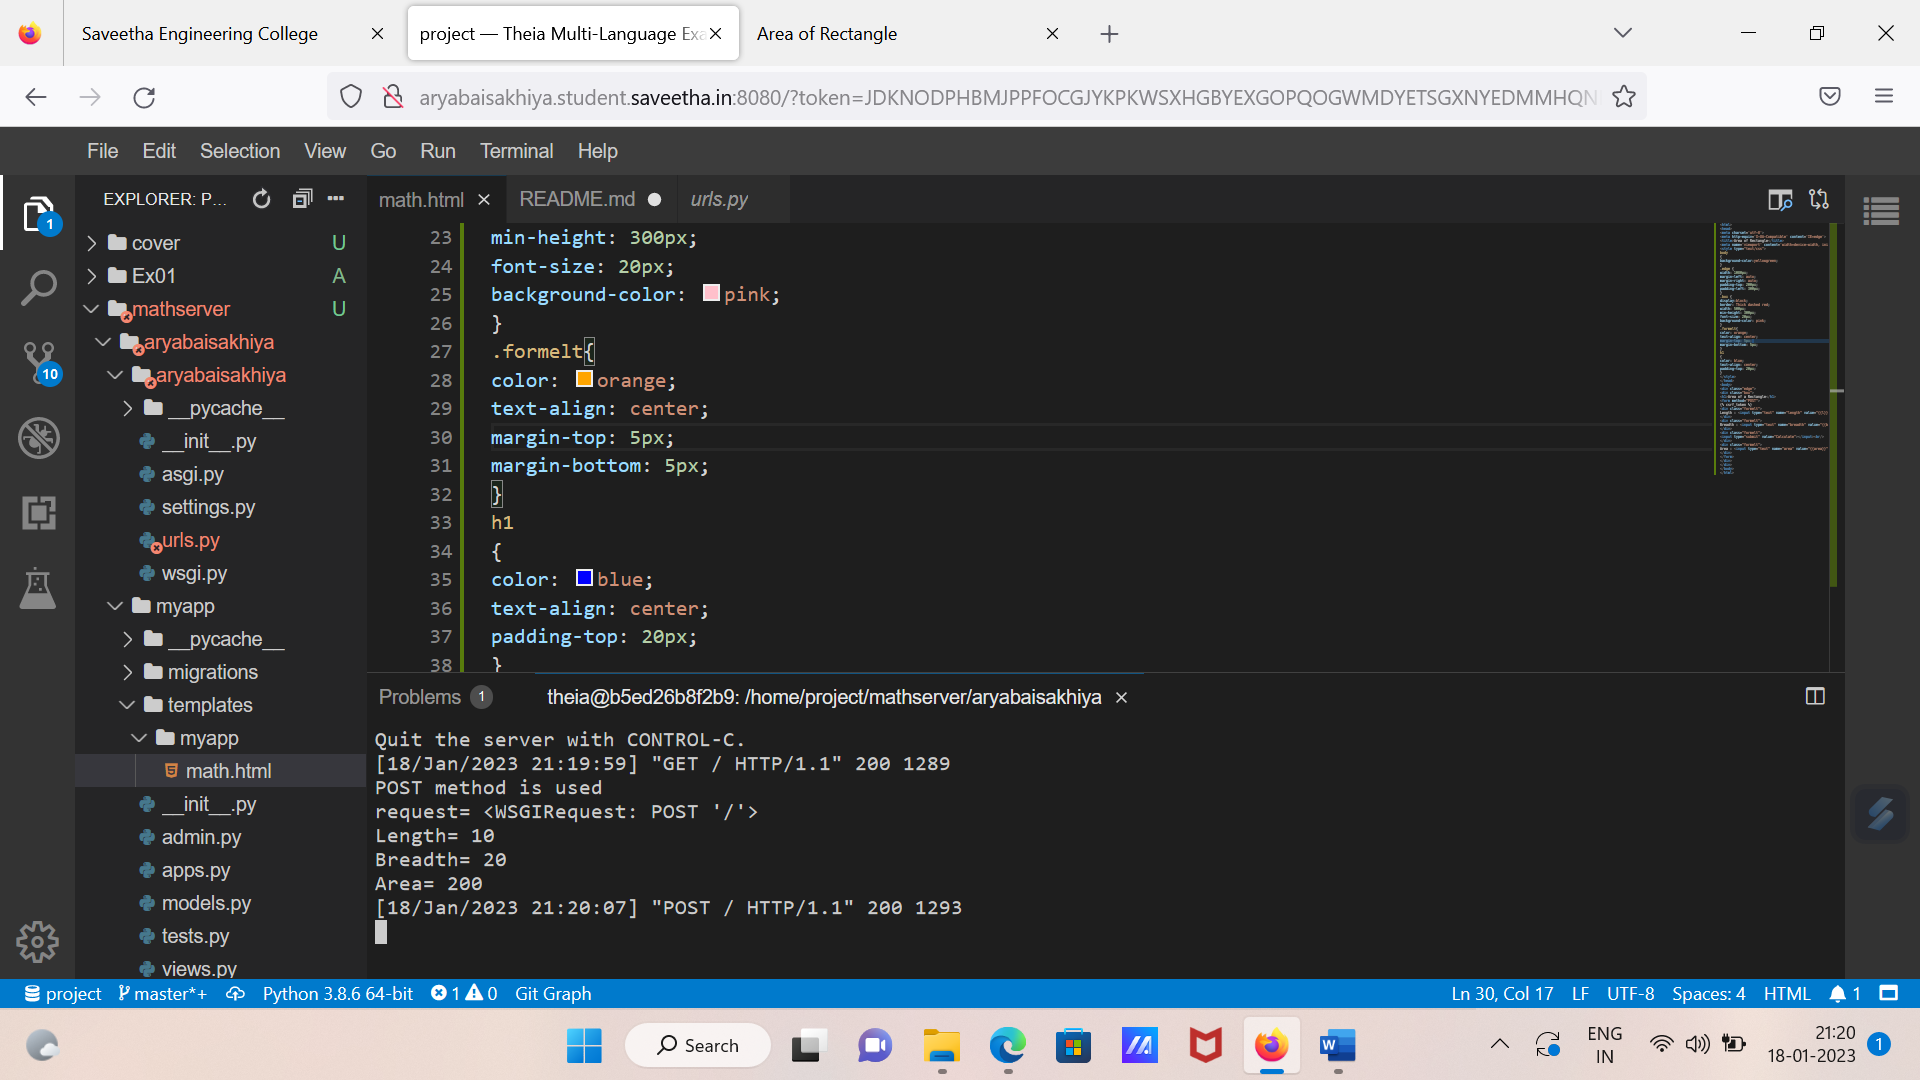 Saveetha Engineering College
project — Theia Multi-Language Exa
Area of Rectangle
aryabaisakhiya.student.saveetha.in:8080/?token=JDKNODPHBMJPPFOCGJYKPKWSXHGBYEXGOPQOGWMDYETSGXNYEDMMHQN
File Edit Selection View Go Run Terminal Help
EXPLORER: P...
math.html
README.md
urls.py
1
cover U
Ex01 A
mathserver U
aryabaisakhiya
aryabaisakhiya
__pycache__
__init__.py
asgi.py
settings.py
urls.py
wsgi.py
myapp
__pycache__
migrations
templates
myapp
math.html
__init__.py
admin.py
apps.py
models.py
tests.py
views.py
10
23 min-height: 300px;
24 font-size: 20px;
25 background-color: pink;
26 }
27 .formelt{
28 color: orange;
29 text-align: center;
30 margin-top: 5px;
31 margin-bottom: 5px;
32 }
33 h1
34 {
35 color: blue;
36 text-align: center;
37 padding-top: 20px;
38 }
Problems 1
theia@b5ed26b8f2b9: /home/project/mathserver/aryabaisakhiya
Quit the server with CONTROL-C.
[18/Jan/2023 21:19:59] "GET / HTTP/1.1" 200 1289
POST method is used
request= <WSGIRequest: POST '/'>
Length= 10
Breadth= 20
Area= 200
[18/Jan/2023 21:20:07] "POST / HTTP/1.1" 200 1293
project master*+ Python 3.8.6 64-bit 1 0 Git Graph
Ln 30, Col 17 LF UTF-8 Spaces: 4 HTML 1
Search
W
ENG
IN
21:20
18-01-2023
1